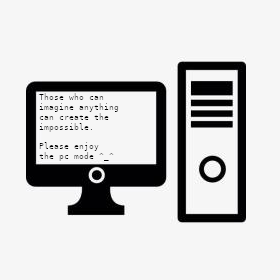 Those who can
imagine anything
can create the
impossible.
Please enjoy
the pc mode ^_^